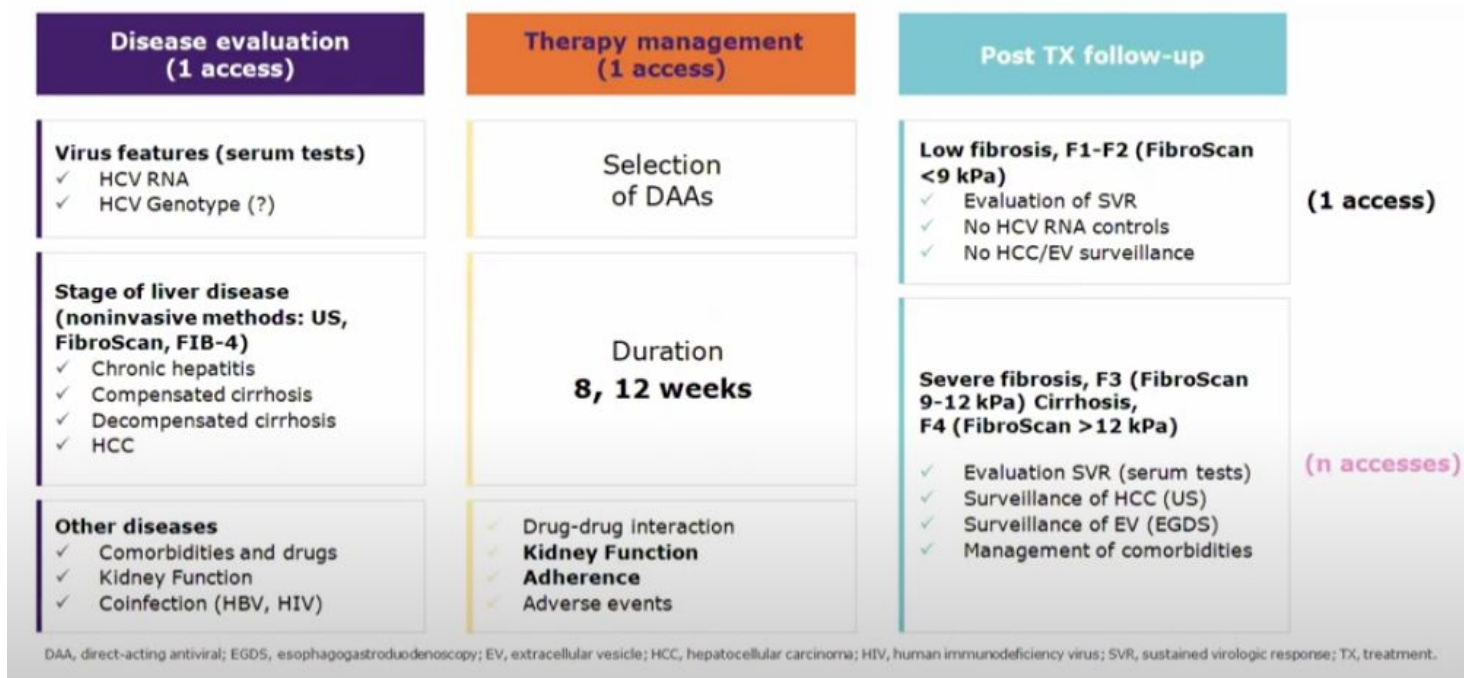 Disease evaluation
(1 access)
Virus features (serum tests)
✓ HCV RNA
✓ HCV Genotype (?)
Stage of liver disease
(noninvasive methods: US,
FibroScan, FIB-4)
✓ Chronic hepatitis
✓ Compensated cirrhosis
✓ Decompensated cirrhosis
✓ HCC
Other diseases
✓ Comorbidities and drugs
✓ Kidney Function
✓ Coinfection (HBV, HIV)
Therapy management
(1 access)
Selection
of DAAs
Duration
8, 12 weeks
✓ Drug-drug interaction
✓ Kidney Function
✓ Adherence
✓ Adverse events
Post TX follow-up
Low fibrosis, F1-F2 (FibroScan
<9 kPa)
✓ Evaluation of SVR
✓ No HCV RNA controls
✓ No HCC/EV surveillance
(1 access)
Severe fibrosis, F3 (FibroScan
9-12 kPa) Cirrhosis,
F4 (FibroScan >12 kPa)
✓ Evaluation SVR (serum tests)
✓ Surveillance of HCC (US)
✓ Surveillance of EV (EGDS)
✓ Management of comorbidities
(n accesses)
DAA, direct-acting antiviral; EGDS, esophagogastroduodenoscopy; EV, extracellular vesicle; HCC, hepatocellular carcinoma; HIV, human immunodeficiency virus; SVR, sustained virologic response; TX, treatment.